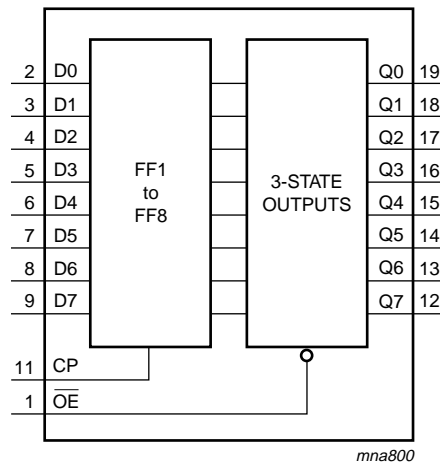 2 D0 Q0 19
3 D1 Q1 18
4 D2 Q2 17
5 D3 Q3 16
6 D4 Q4 15
7 D5 Q5 14
8 D6 Q6 13
9 D7 Q7 12
FF1
to
FF8
3-STATE
OUTPUTS
11 CP
1 O̅E̅
mna800